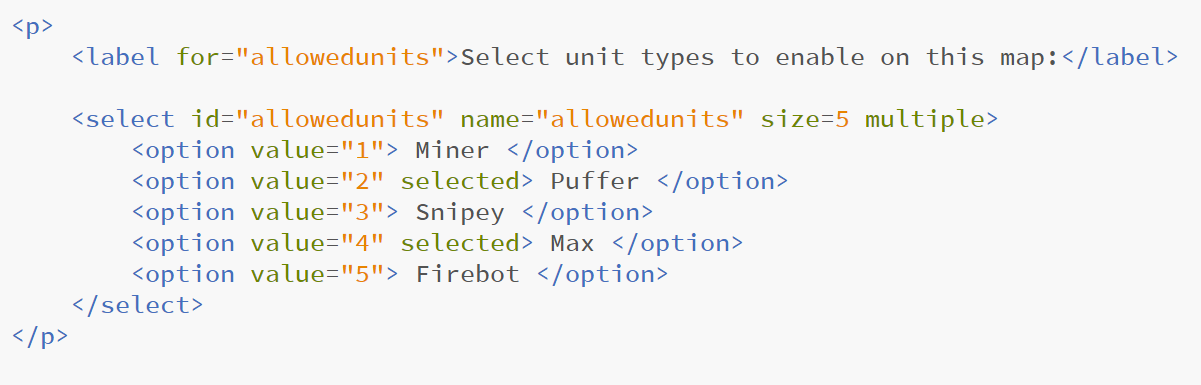 <p>
    <label for="allowedunits">Select unit types to enable on this map:</label>

    <select id="allowedunits" name="allowedunits" size=5 multiple>
        <option value="1"> Miner </option>
        <option value="2" selected> Puffer </option>
        <option value="3"> Snipey </option>
        <option value="4" selected> Max </option>
        <option value="5"> Firebot </option>
    </select>
</p>